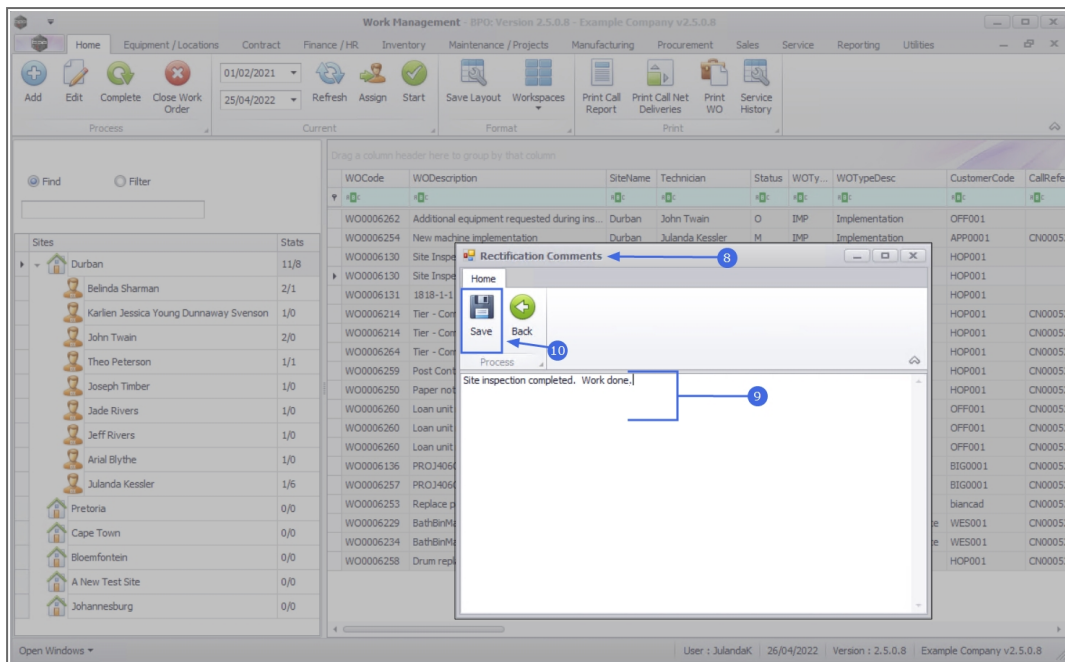 Work Management - BPO: Version 2.5.0.8 - Example Company v2.5.0.8
Home Equipment / Locations Contract Finance / HR Inventory Maintenance / Projects Manufacturing Procurement Sales Service Reporting Utilities
Add Edit Complete Close Work Order
01/02/2021
25/04/2022
Refresh Assign Start Save Layout Workspaces Print Call Report Print Call Net Deliveries Print WO Service History
Process Current Format Print
Drag a column header here to group by that column
Find Filter
WOCode WODescription SiteName Technician Status WOTy... WOTypeDesc CustomerCode CallRefe
WO0006262 Additional equipment requested during ins... Durban John Twain O IMP Implementation OFF001
WO0006254 New machine implementation Durban Julanda Kessler M IMP Implementation APP0001 CN0005
WO0006130 Site Inspe HOP001
WO0006130 Site Inspe HOP001
WO0006131 1818-1-1 HOP001
WO0006214 Tier - Con HOP001 CN0005
WO0006214 Tier - Con HOP001 CN0005
WO0006264 Tier - Con HOP001 CN0005
WO0006259 Post Cont HOP001 CN0005
WO0006250 Paper not HOP001 CN0005
WO0006260 Loan unit OFF001 CN0005
WO0006260 Loan unit OFF001 CN0005
WO0006260 Loan unit OFF001 CN0005
WO0006136 PROJ406 BIG0001 CN0005
WO0006257 PROJ406 BIG0001 CN0005
WO0006253 Replace p biancad CN0005
WO0006229 BathBinMa WES001 CN0005
WO0006234 BathBinMa WES001 CN0005
WO0006258 Drum repl HOP001 CN0005
Sites Stats
Durban 11/8
Belinda Sharman 2/1
Karlien Jessica Young Dunnaway Svenson 1/0
John Twain 2/0
Theo Peterson 1/1
Joseph Timber 1/0
Jade Rivers 1/0
Jeff Rivers 1/0
Arial Blythe 1/0
Julanda Kessler 1/6
Pretoria 0/0
Cape Town 0/0
Bloemfontein 0/0
A New Test Site 0/0
Johannesburg 0/0
Rectification Comments
8
Home
Save Back
10
Process
Site inspection completed. Work done.
9
Open Windows
User : JulandaK 26/04/2022 Version : 2.5.0.8 Example Company v2.5.0.8